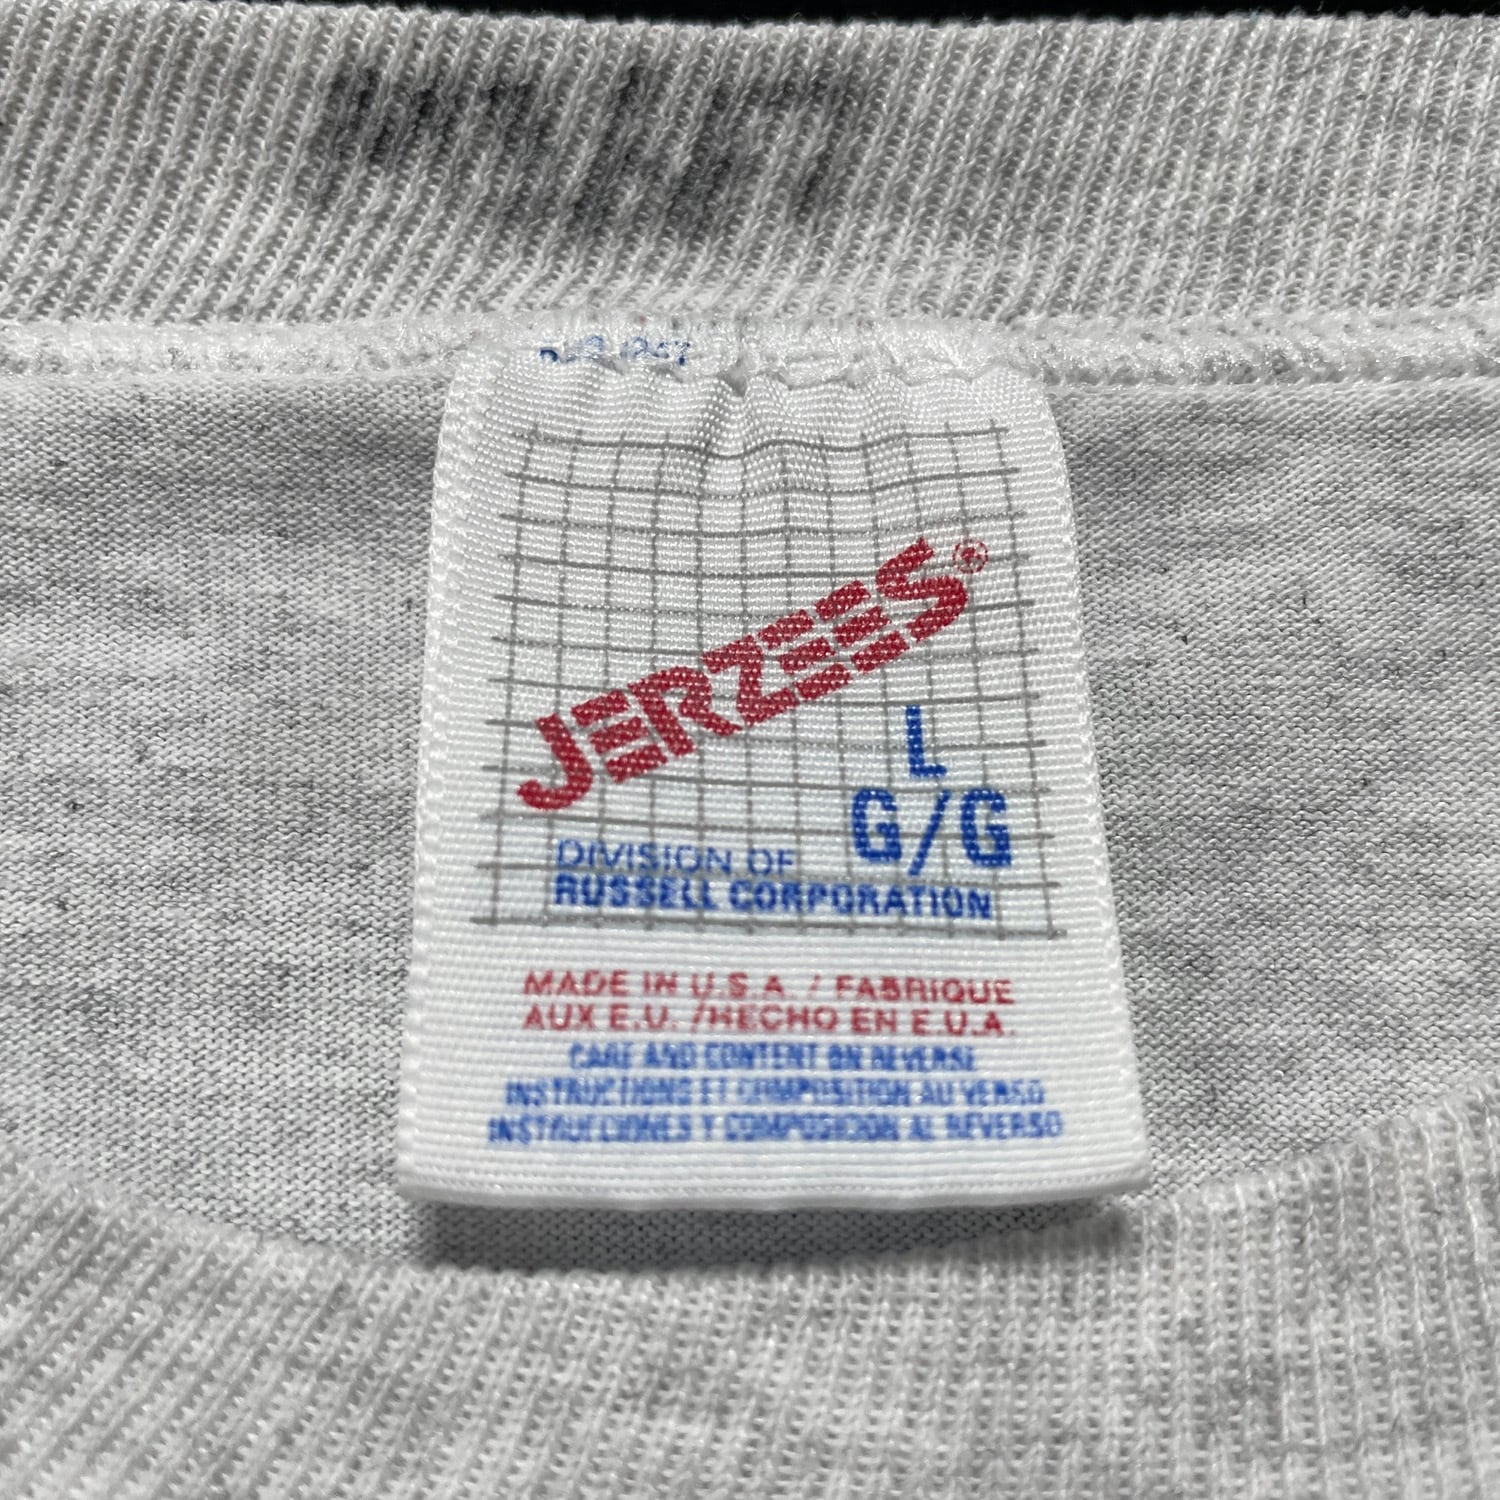 JERZEES®
L
G/G
DIVISION OF
RUSSELL CORPORATION
MADE IN U.S.A. / FABRIQUE
AUX E.U. /HECHO EN E.U.A.
CARE AND CONTENT ON REVERSE
INSTRUCTIONS ET COMPOSITION AU VERSO
INSTRUCCIONES Y COMPOSICION AL REVERSO